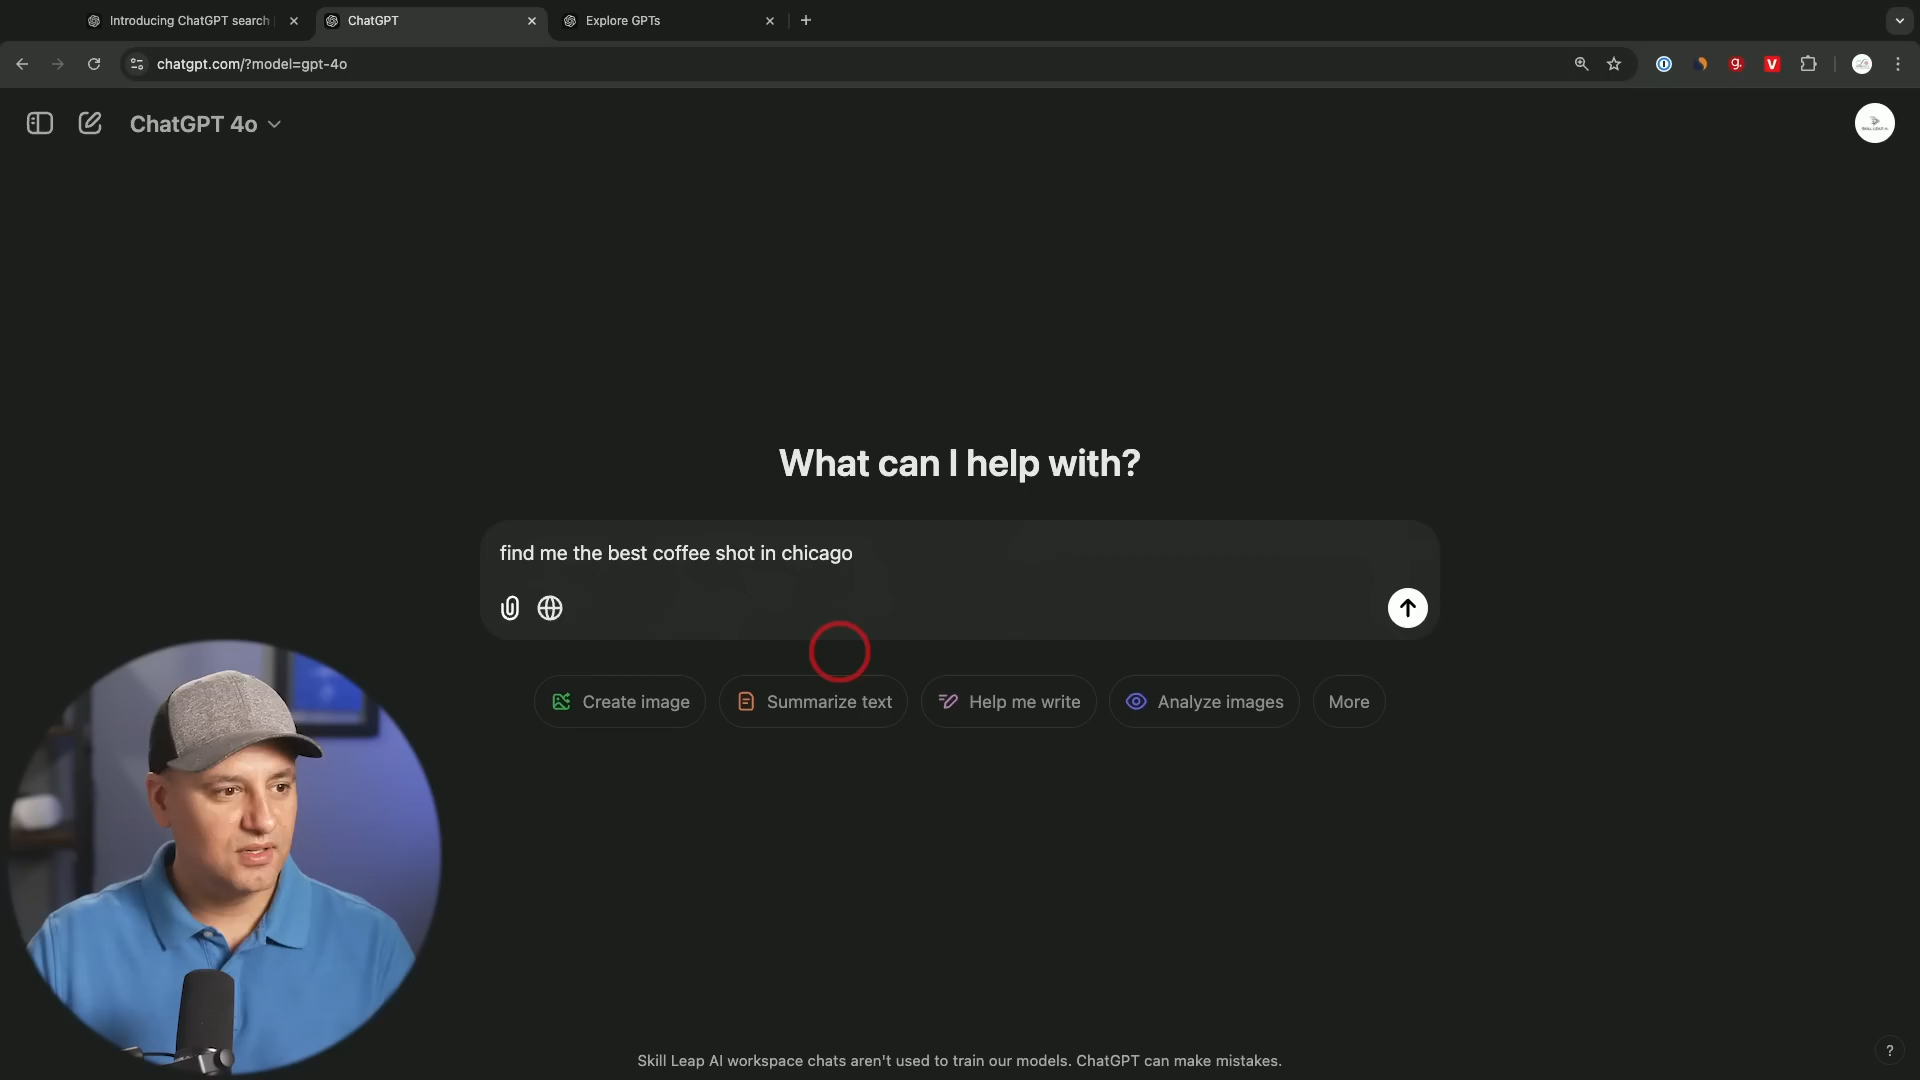 Introducing ChatGPT search
ChatGPT
Explore GPTs
chatgpt.com/?model=gpt-4o
g.
V
ChatGPT 4o
What can I help with?
find me the best coffee shot in chicago
Create image
Summarize text
Help me write
Analyze images
More
Skill Leap AI workspace chats aren't used to train our models. ChatGPT can make mistakes.
?